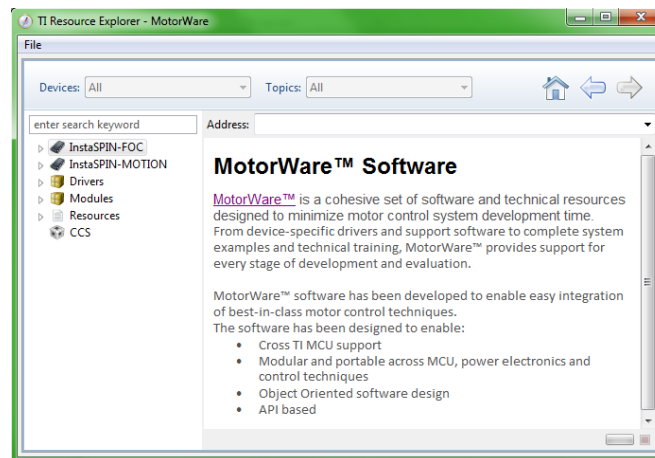 TI Resource Explorer - MotorWare
File
Devices: All Topics: All
enter search keyword Address:
InstaSPIN-FOC
InstaSPIN-MOTION
Drivers
Modules
Resources
CCS
MotorWare™ Software
MotorWare™ is a cohesive set of software and technical resources
designed to minimize motor control system development time.
From device-specific drivers and support software to complete system
examples and technical training, MotorWare™ provides support for
every stage of development and evaluation.
MotorWare™ software has been developed to enable easy integration
of best-in-class motor control techniques.
The software has been designed to enable:
• Cross TI MCU support
• Modular and portable across MCU, power electronics and
control techniques
• Object Oriented software design
• API based